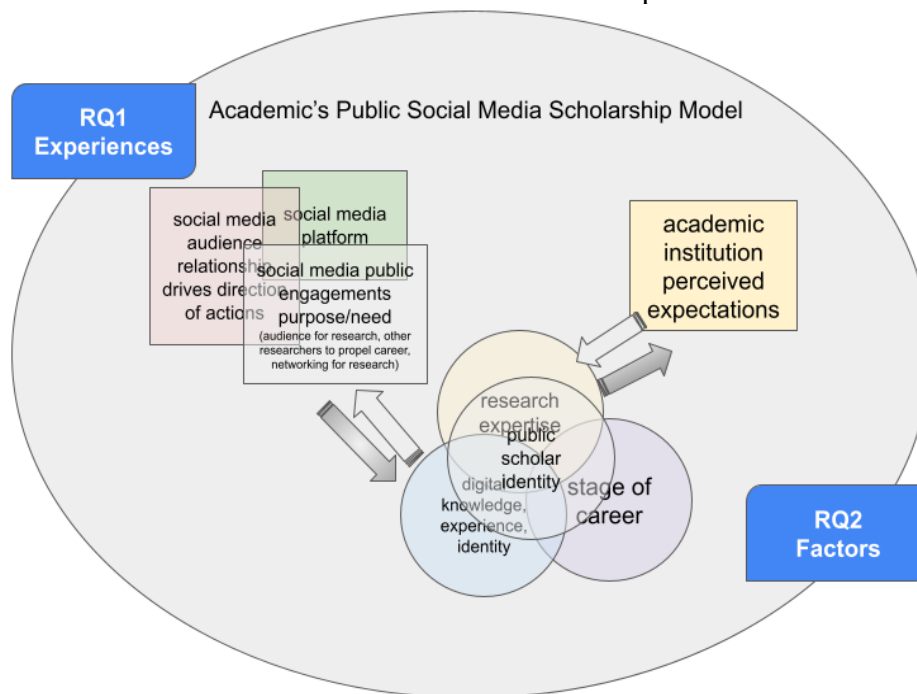 RQ1
Experiences
Academic's Public Social Media Scholarship Model
social media
audience
relationship
drives direction
of actions
social media
platform
social media public
engagements
purpose/need
(audience for research, other
researchers to propel career,
networking for research)
academic
institution
perceived
expectations
research
expertise
public
scholar
identity
digital
knowledge,
experience,
identity
stage of
career
RQ2
Factors